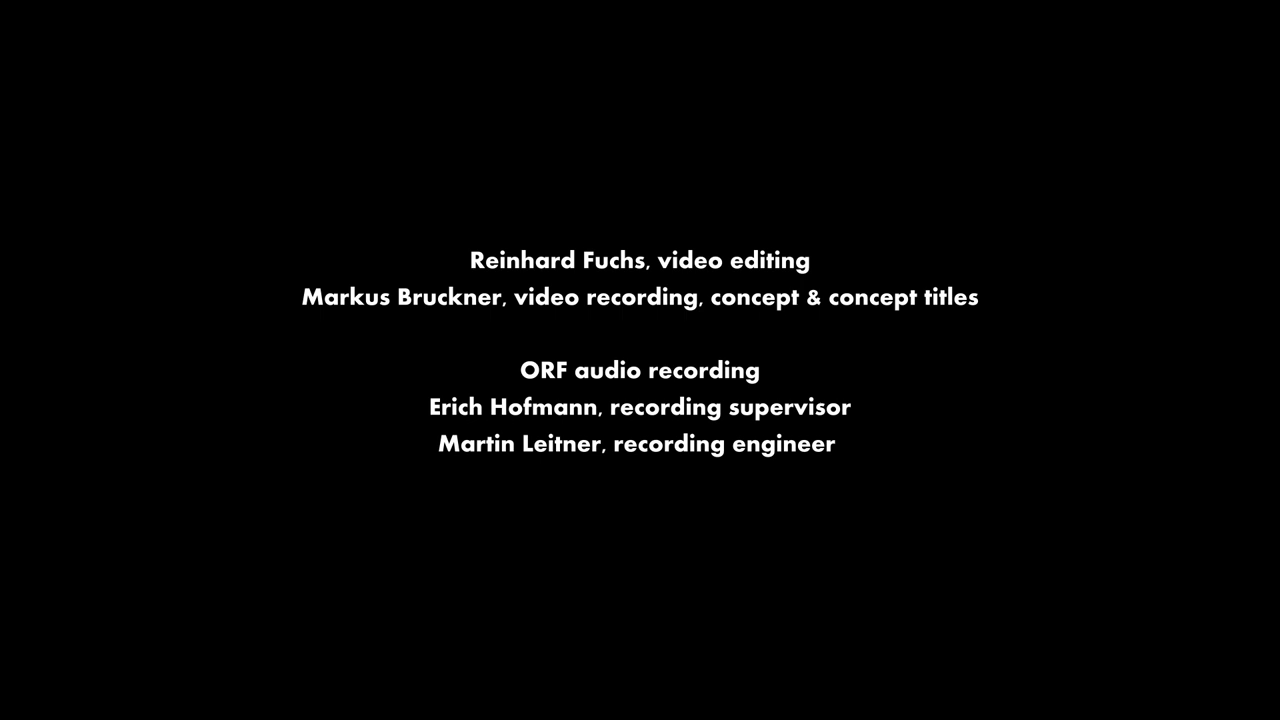 Reinhard Fuchs, video editing
Markus Bruckner, video recording, concept & concept titles
ORF audio recording
Erich Hofmann, recording supervisor
Martin Leitner, recording engineer